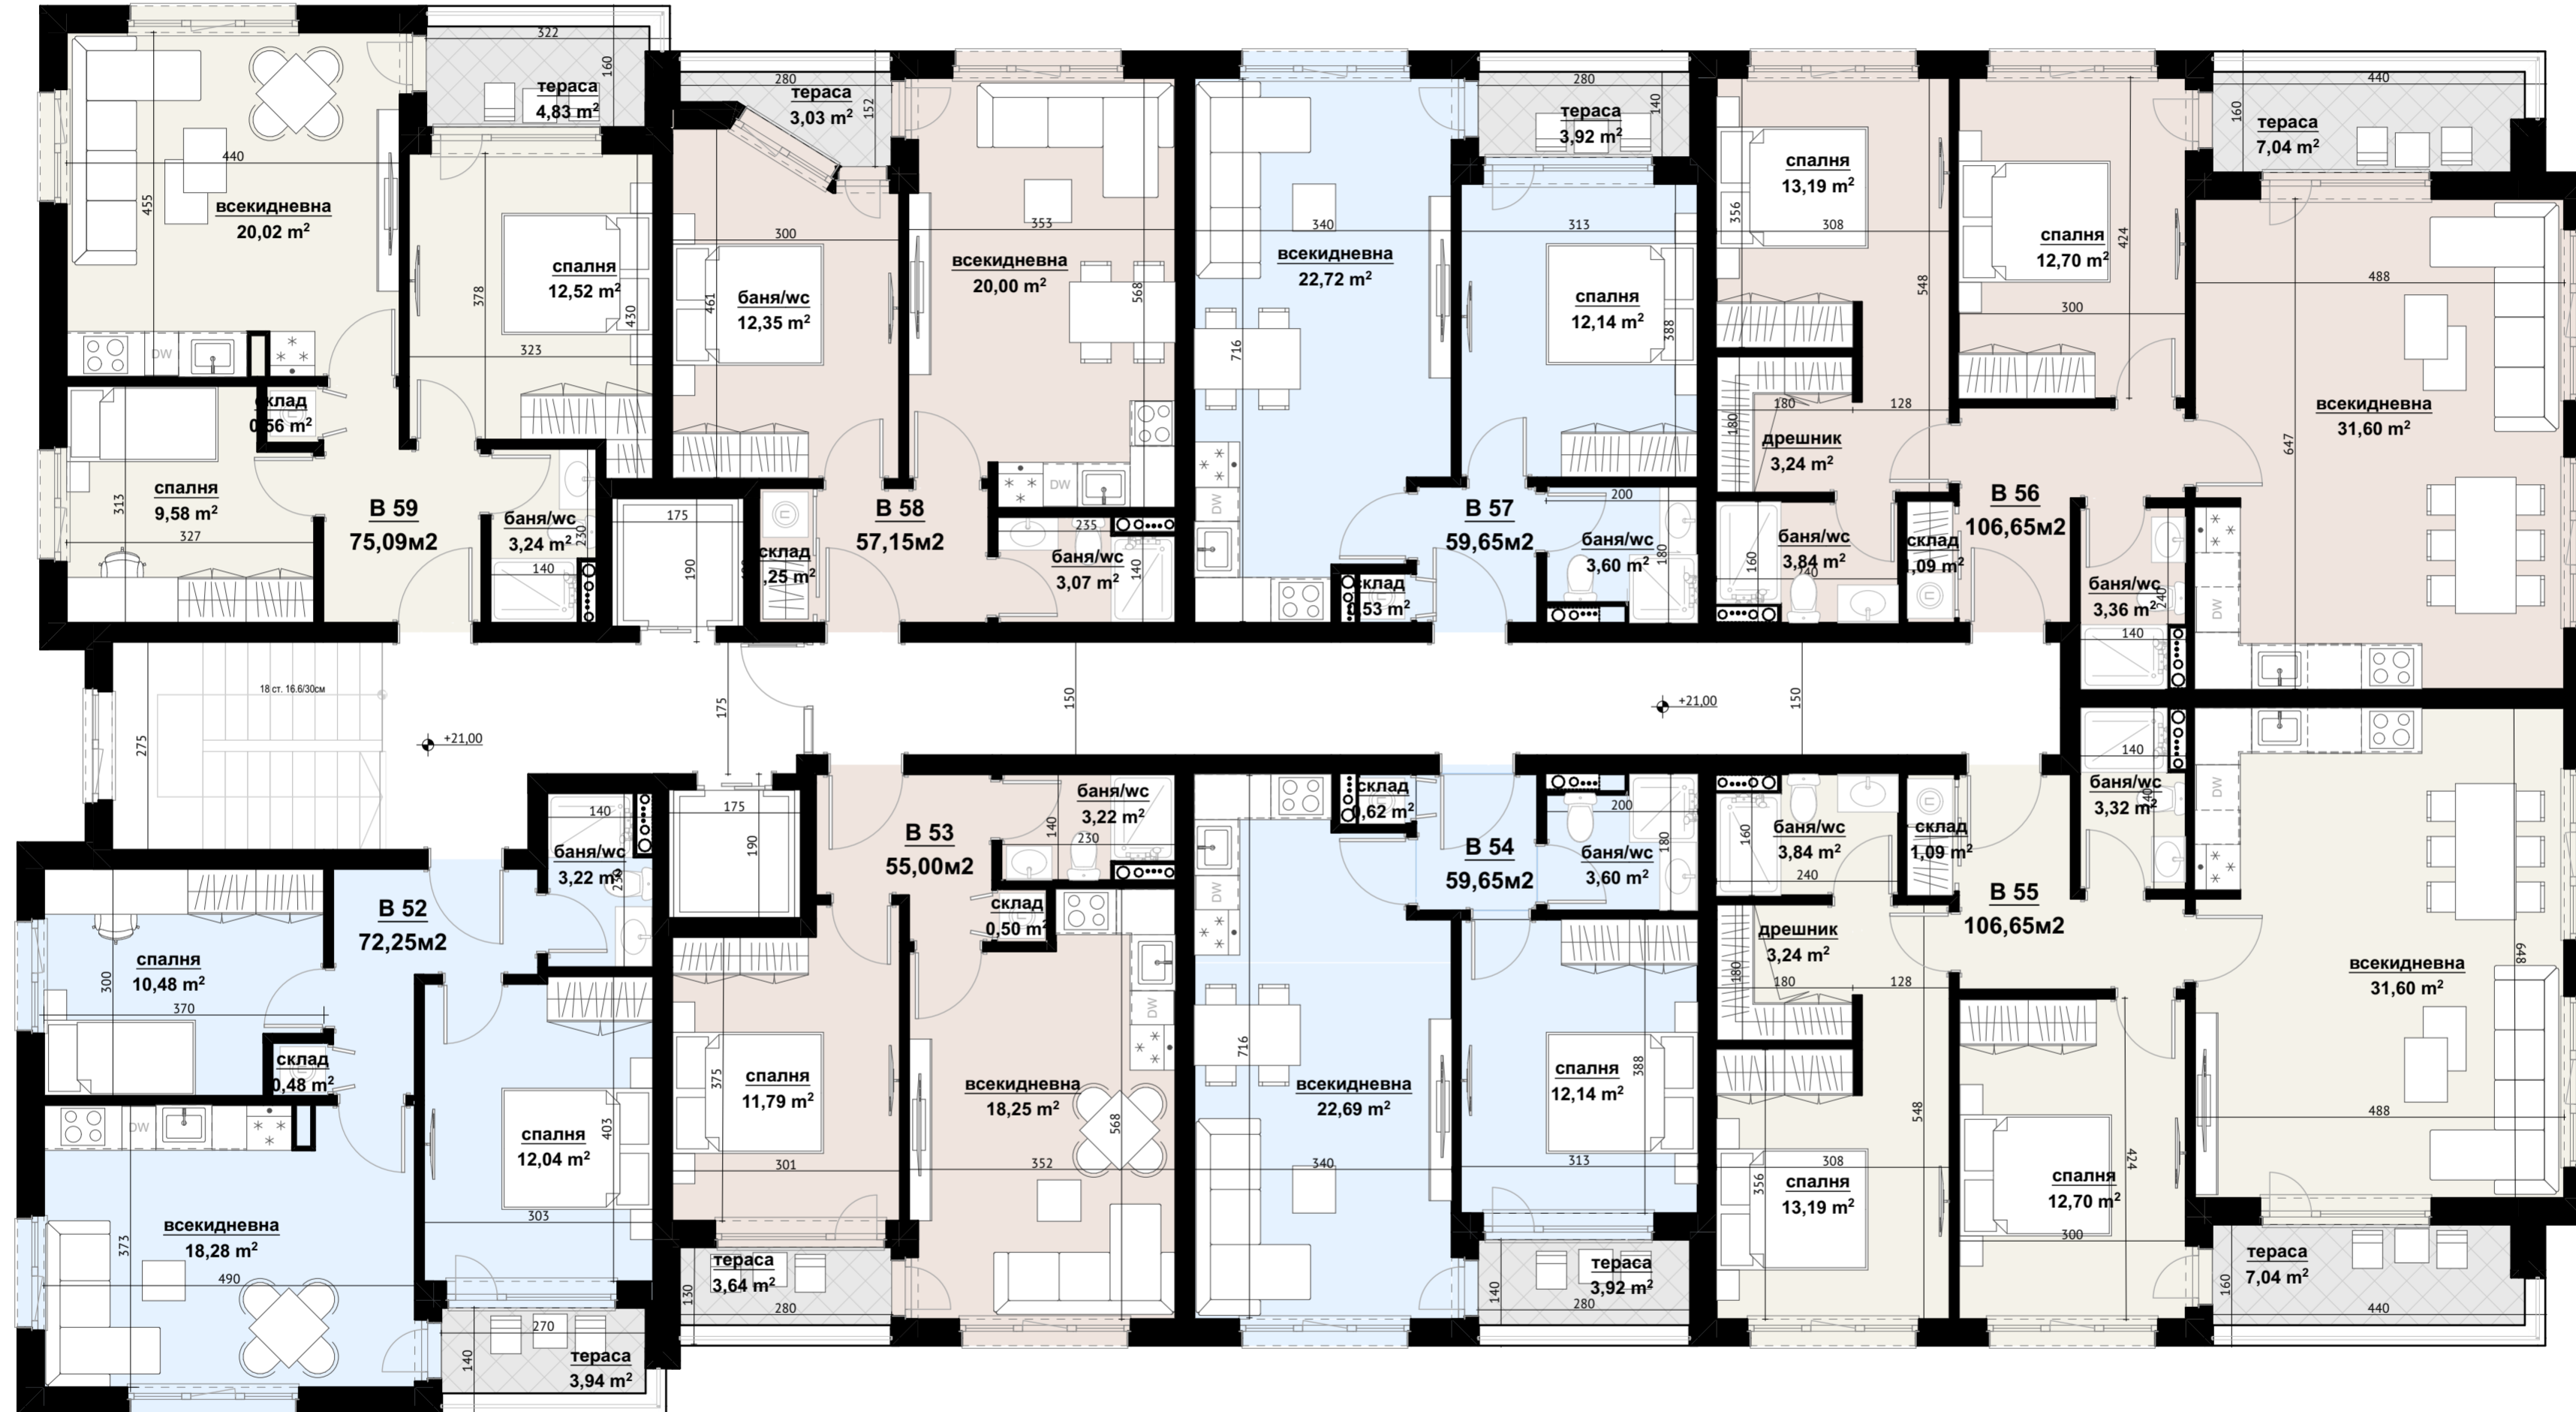 322
160
тераса
4,83 m²
440
455
всекидневна
20,02 m²
378
спалня
12,52 m²
430
323
DW
склад
0,56 m²
313
спалня
9,58 m²
327
В 59
75,09м2
баня/wc
3,24 m²
230
140
280
тераса
3,03 m²
152
300
461
баня/wc
12,35 m²
353
всекидневна
20,00 m²
568
DW
175
190
склад
,25 m²
В 58
57,15м2
235
баня/wc
3,07 m²
140
280
тераса
3,92 m²
140
340
всекидневна
22,72 m²
716
313
спалня
12,14 m²
388
DW
В 57
59,65м2
200
баня/wc
3,60 m²
180
склад
,53 m²
спалня
13,19 m²
356
308
548
180
128
180
дрешник
3,24 m²
баня/wc
3,84 m²
160
240
склад
1,09 m²
424
спалня
12,70 m²
300
В 56
106,65м2
баня/wc
3,36 m²
240
140
440
160
тераса
7,04 m²
488
всекидневна
31,60 m²
647
DW
18 ст. 16.6/30см
275
+21,00
175
150
+21,00
150
140
баня/wc
3,22 m²
В 52
72,25м2
спалня
10,48 m²
300
370
склад
0,48 m²
DW
403
спалня
12,04 m²
303
всекидневна
18,28 m²
373
490
270
140
тераса
3,94 m²
175
190
В 53
55,00м2
баня/wc
3,22 m²
140
230
склад
0,50 m²
DW
375
спалня
11,79 m²
301
всекидневна
18,25 m²
568
352
тераса
3,64 m²
130
280
склад
0,62 m²
DW
В 54
59,65м2
200
баня/wc
3,60 m²
180
716
всекидневна
22,69 m²
340
спалня
12,14 m²
388
313
тераса
3,92 m²
140
280
баня/wc
3,84 m²
160
240
склад
1,09 m²
дрешник
3,24 m²
180
180
128
В 55
106,65м2
140
баня/wc
3,32 m²
240
DW
548
308
356
спалня
13,19 m²
424
спалня
12,70 m²
300
648
всекидневна
31,60 m²
488
тераса
7,04 m²
160
440